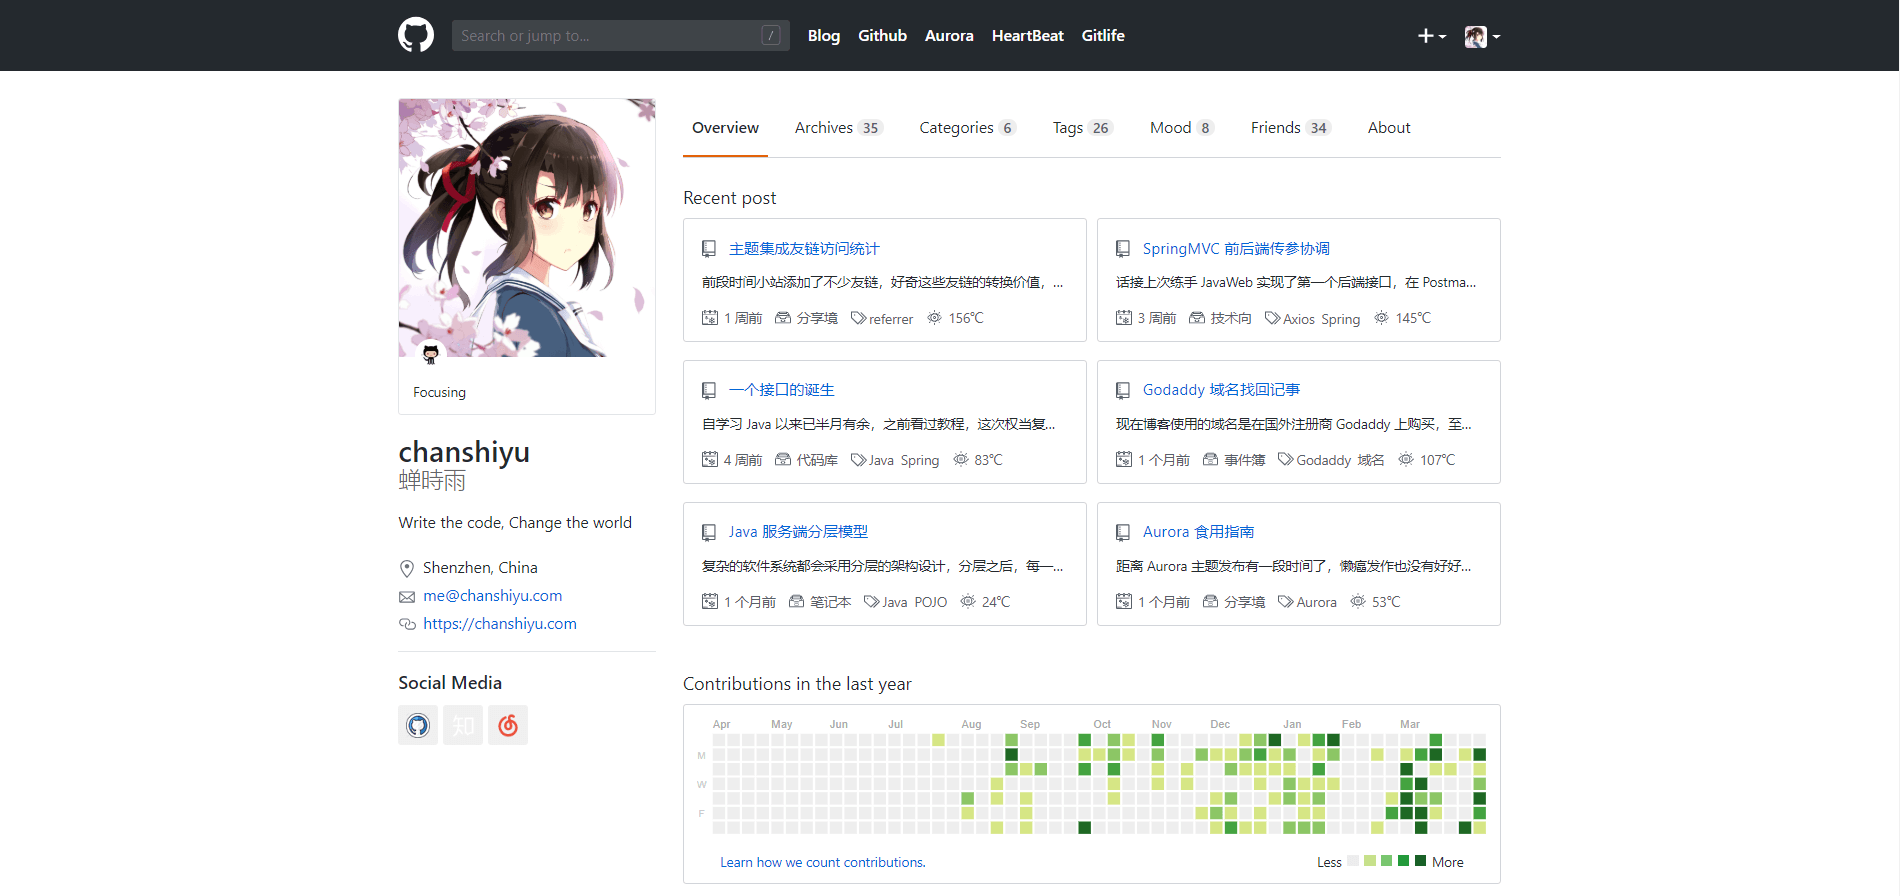 Search or jump to... / Blog Github Aurora HeartBeat Gitlife
Overview Archives 35 Categories 6 Tags 26 Mood 8 Friends 34 About
Focusing
chanshiyu
蝉時雨
Write the code, Change the world
Shenzhen, China
me@chanshiyu.com
https://chanshiyu.com
Social Media
知
Recent post
主题集成友链访问统计
前段时间小站添加了不少友链，好奇这些友链的转换价值，...
1 周前 分享境 referrer 156℃
SpringMVC 前后端传参协调
话接上次练手 JavaWeb 实现了第一个后端接口，在 Postma...
3 周前 技术向 Axios Spring 145℃
一个接口的诞生
自学习 Java 以来已半月有余，之前看过教程，这次权当复...
4 周前 代码库 Java Spring 83℃
Godaddy 域名找回记事
现在博客使用的域名是在国外注册商 Godaddy 上购买，至...
1 个月前 事件簿 Godaddy 域名 107℃
Java 服务端分层模型
复杂的软件系统都会采用分层的架构设计，分层之后，每一...
1 个月前 笔记本 Java POJO 24℃
Aurora 食用指南
距离 Aurora 主题发布有一段时间了，懒癌发作也没有好好...
1 个月前 分享境 Aurora 53℃
Contributions in the last year
Apr May Jun Jul Aug Sep Oct Nov Dec Jan Feb Mar
M
W
F
Learn how we count contributions. Less More